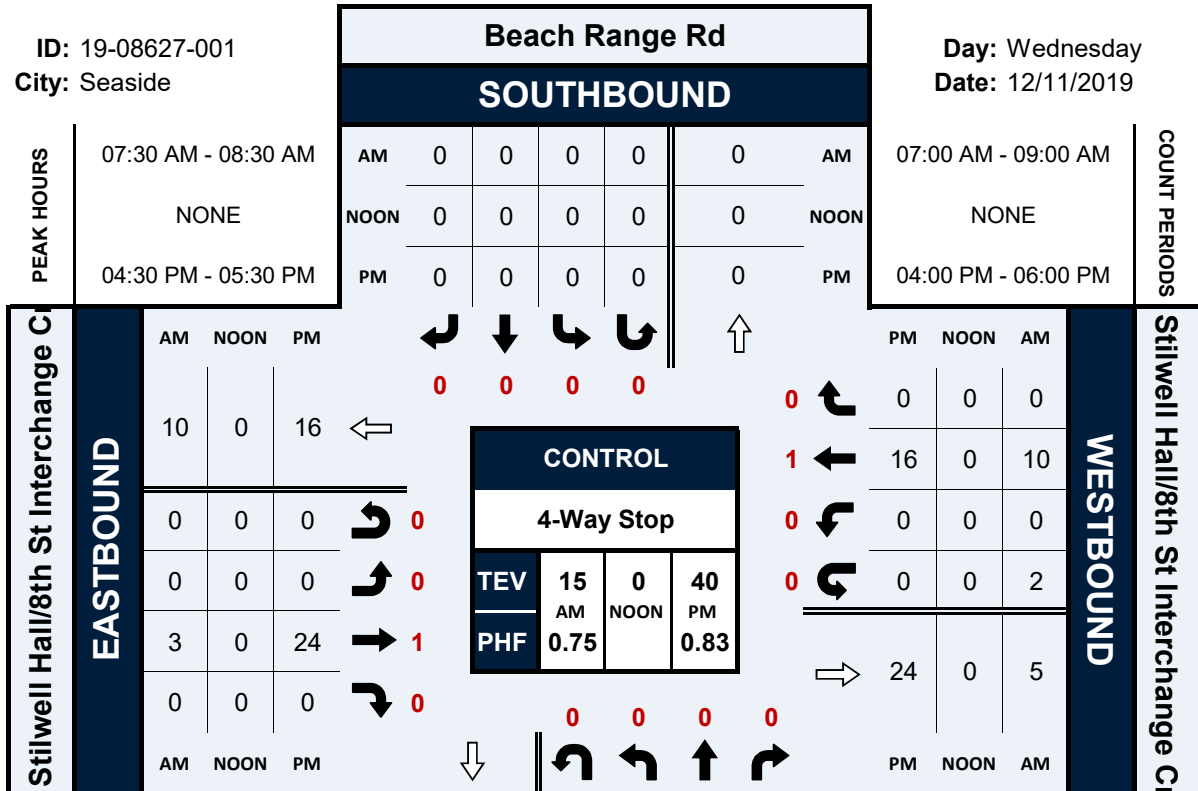 Beach Range Rd
ID: 19-08627-001
Day: Wednesday
City: Seaside
Date: 12/11/2019
SOUTHBOUND
PEAK HOURS
07:30 AM - 08:30 AM
NONE
04:30 PM - 05:30 PM
AM 0 0 0 0 0 AM
NOON 0 0 0 0 0 NOON
PM 0 0 0 0 0 PM
07:00 AM - 09:00 AM
NONE
04:00 PM - 06:00 PM
COUNT PERIODS
0 0 0 0
Stilwell Hall/8th St Interchange
EASTBOUND
AM NOON PM
10 0 16
0 0 0 0
0 0 0 0
3 0 24 1
0 0 0 0
AM NOON PM
CONTROL
4-Way Stop
TEV 15 0 40
AM NOON PM
PHF 0.75 0.83
PM NOON AM
0 0 0 0
1 16 0 10
0 0 0 0
0 0 0 2
24 0 5
PM NOON AM
WESTBOUND
Stilwell Hall/8th St Interchange
0 0 0 0